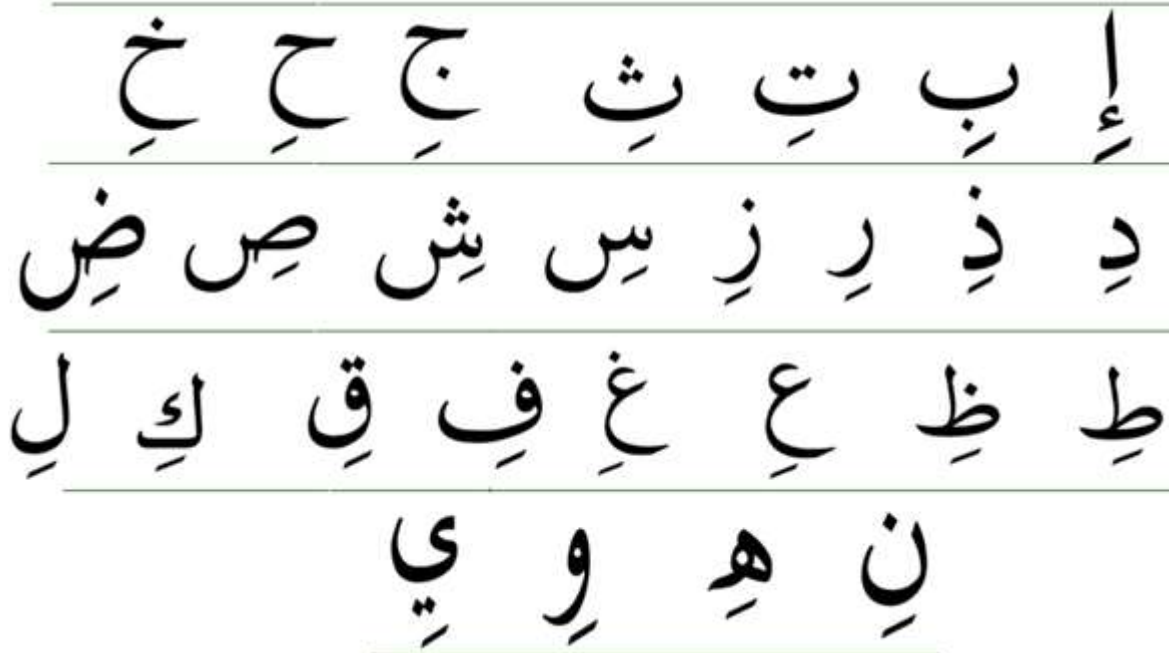 إِ بِ تِ ثِ جِ حِ خِ
دِ ذِ رِ زِ سِ شِ صِ ضِ
طِ ظِ عِ غِ فِ قِ كِ لِ
نِ هِ وِ يِ